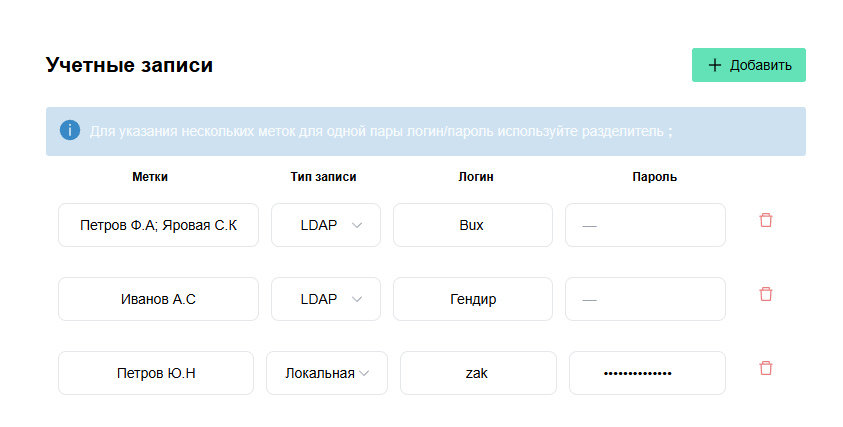 Учетные записи
Добавить
Для указания нескольких меток для одной пары логин/пароль используйте разделитель ;
Метки Тип записи Логин Пароль
Петров Ф.А; Яровая С.К LDAP Bux —
Иванов А.С LDAP Гендир —
Петров Ю.Н Локальная zak ••••••••••••••